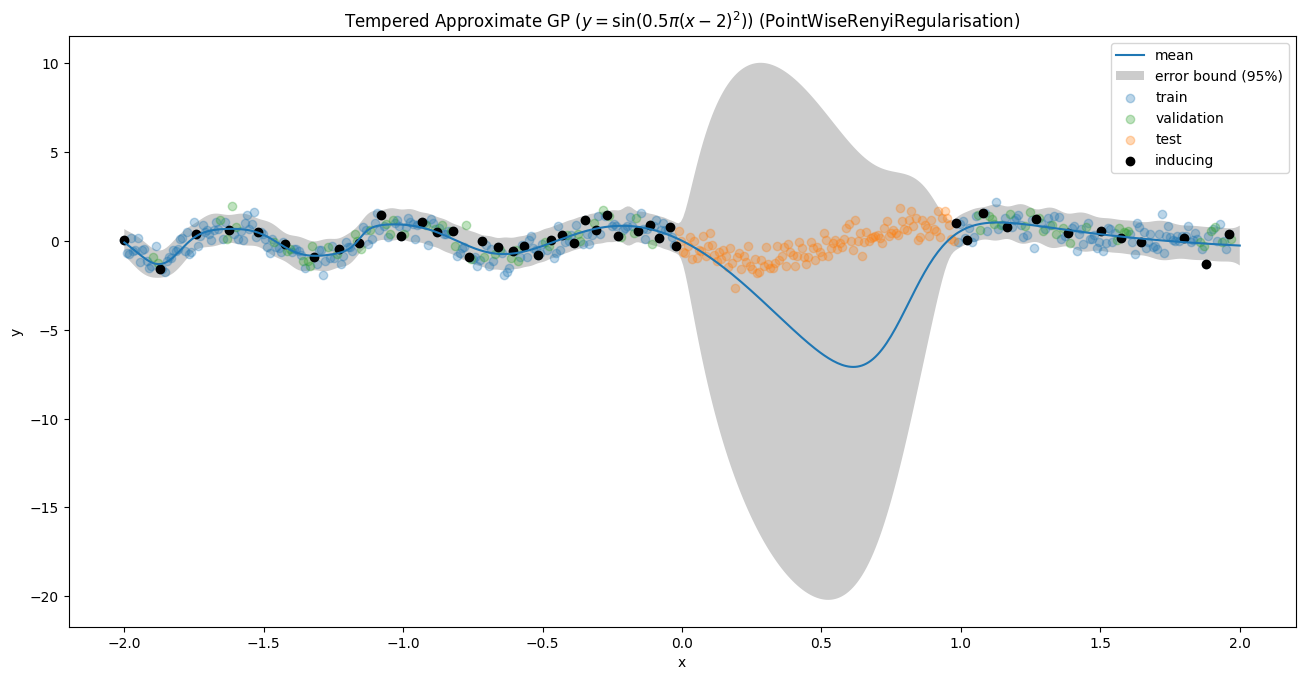 Tempered Approximate GP (y = sin(0.5π(x − 2)²)) (PointWiseRenyiRegularisation)
mean
error bound (95%)
train
validation
test
inducing
10
5
0
−5
−10
−15
−20
y
−2.0 −1.5 −1.0 −0.5 0.0 0.5 1.0 1.5 2.0
x